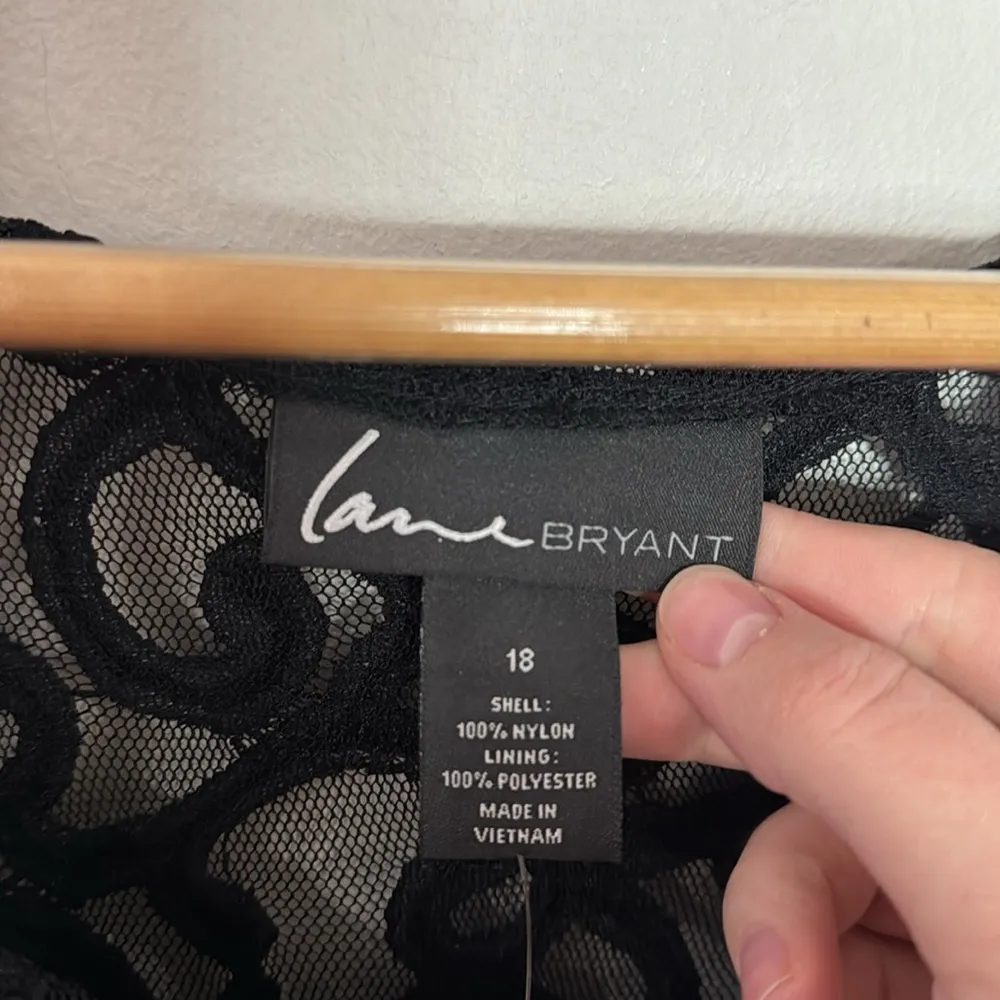 lane BRYANT
18
SHELL:
100% NYLON
LINING:
100% POLYESTER
MADE IN
VIETNAM